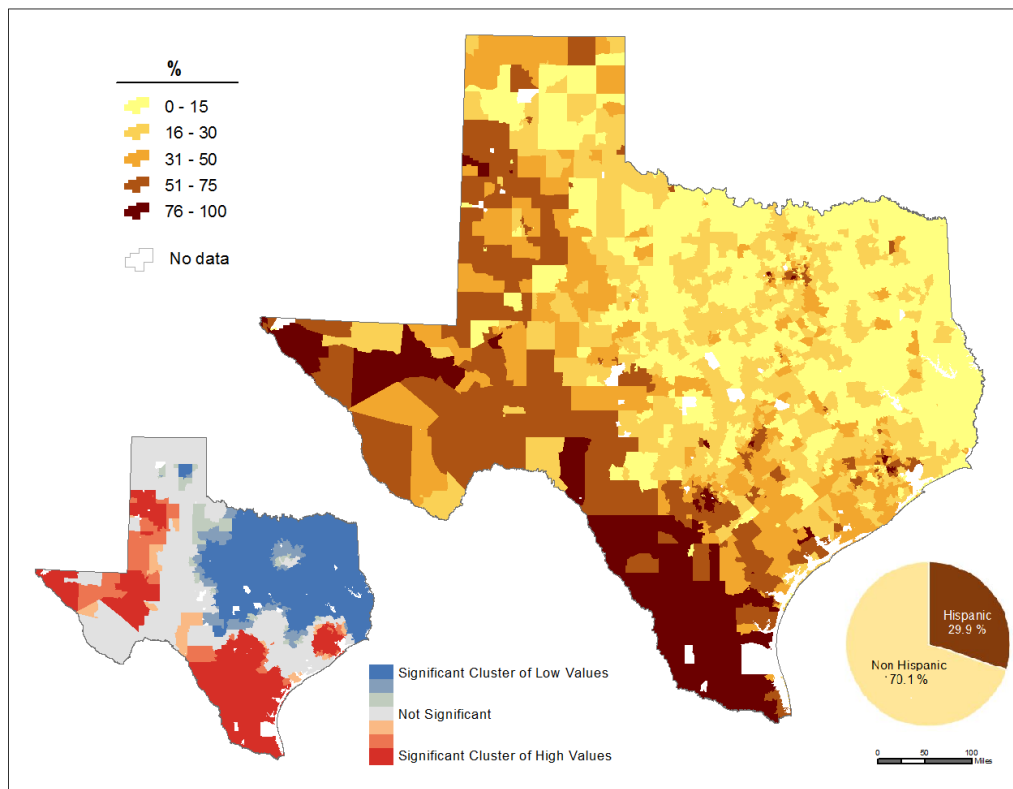 %
0 - 15
16 - 30
31 - 50
51 - 75
76 - 100
No data
Significant Cluster of Low Values
Not Significant
Significant Cluster of High Values
Hispanic
29.9 %
Non Hispanic
70.1 %
0 50 100
Miles